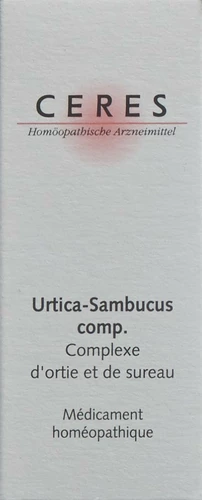 CERES
Homöopathische Arzneimittel
Urtica-Sambucus
comp.
Complexe
d'ortie et de sureau
Médicament
homéopathique